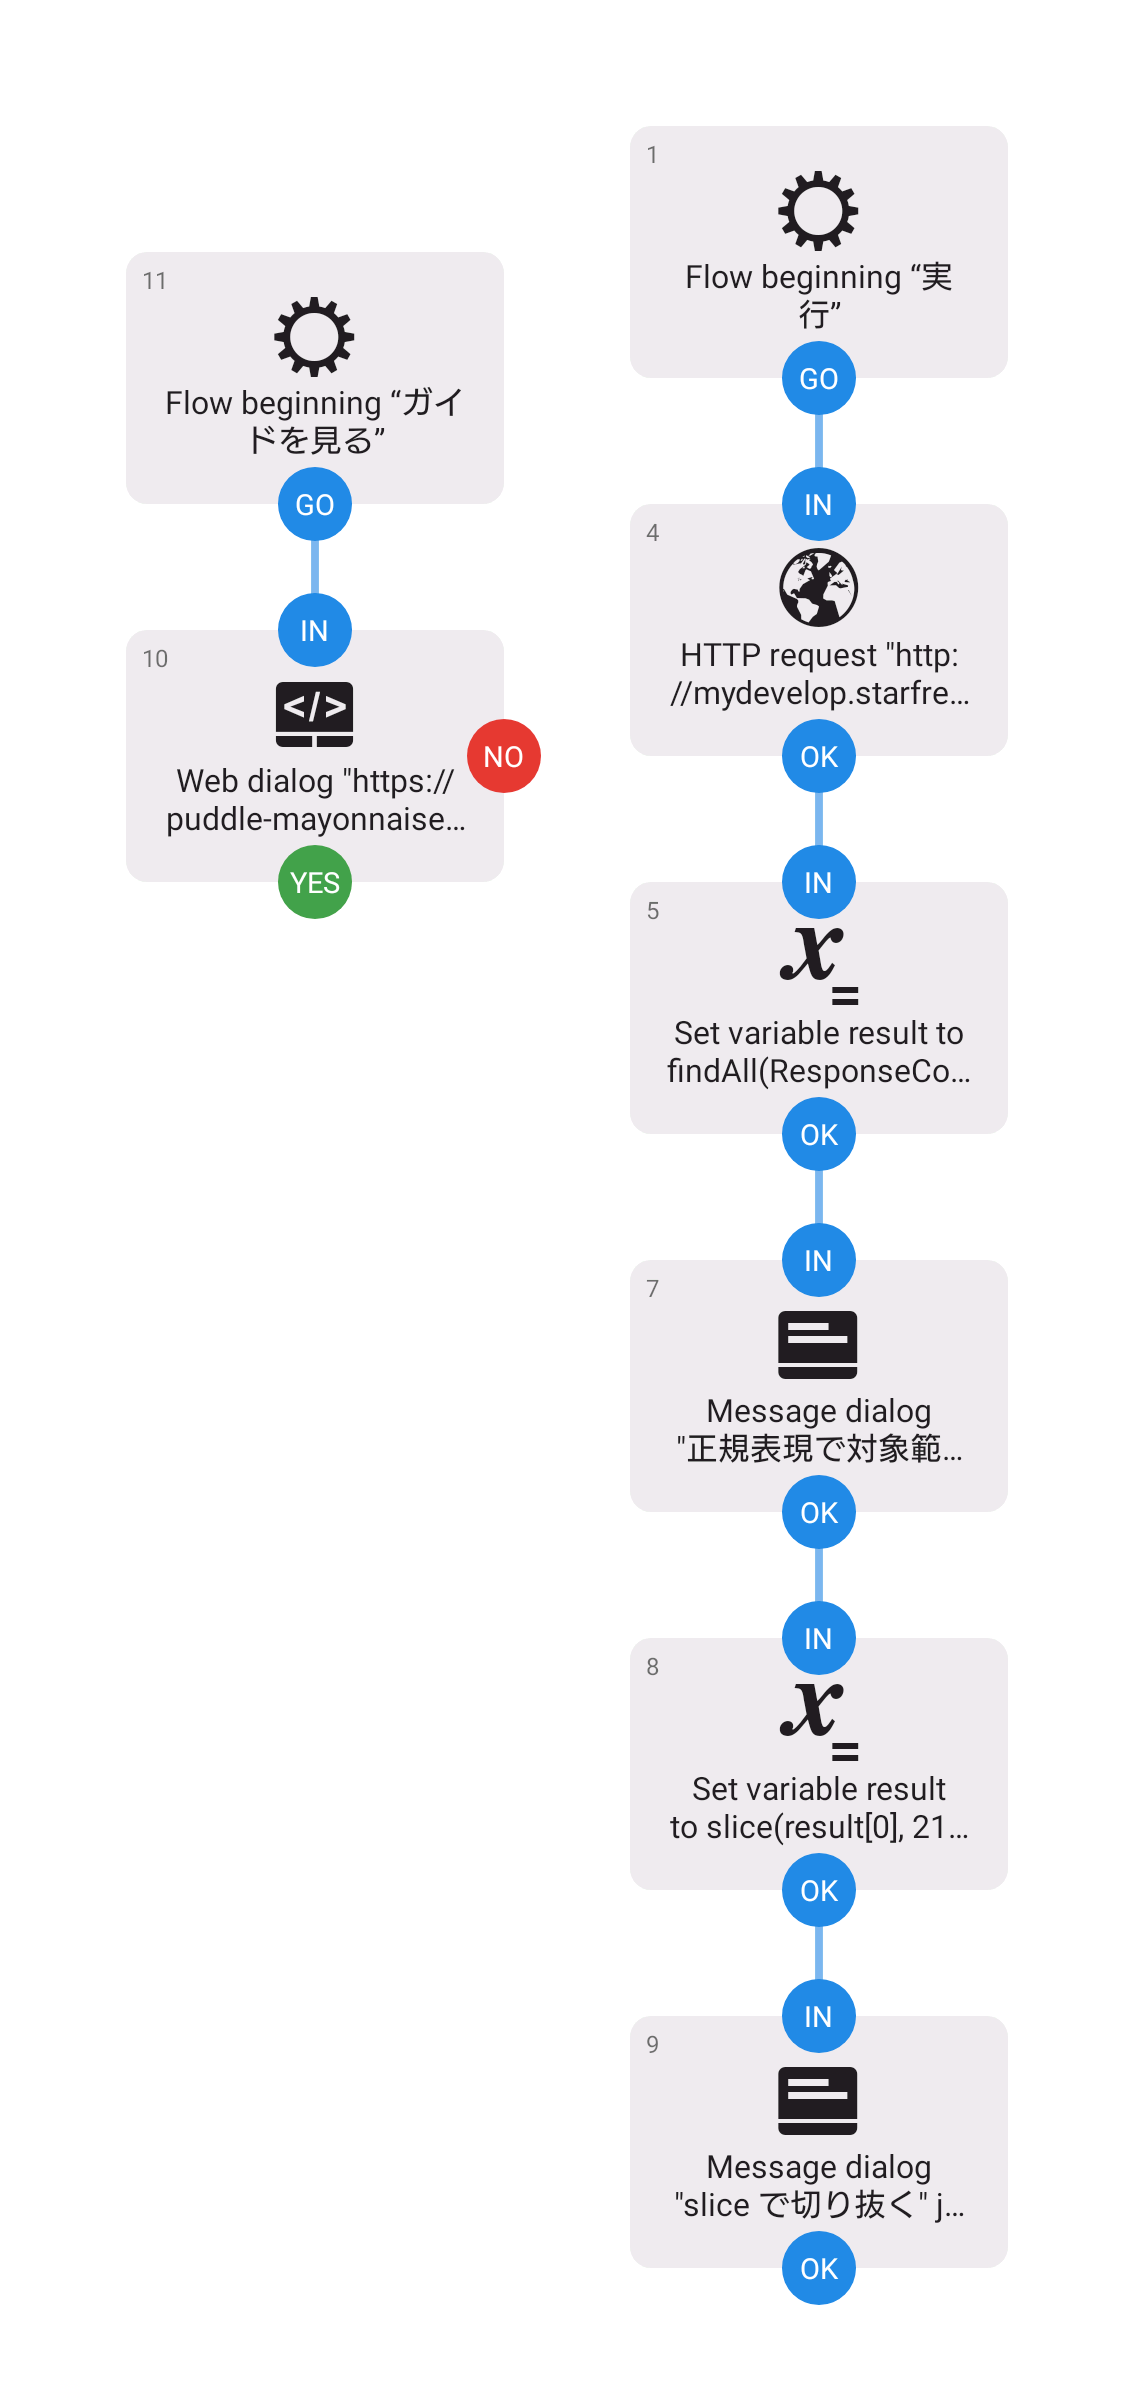 11
Flow beginning “ガイ
ドを見る”
GO
IN
10
Web dialog "https://
puddle-mayonnaise…
NO
YES
1
Flow beginning “実
行”
GO
IN
4
HTTP request "http:
//mydevelop.starfre…
OK
IN
5
x
=
Set variable result to
findAll(ResponseCo…
OK
IN
7
Message dialog
"正規表現で対象範…
OK
IN
8
x
=
Set variable result
to slice(result[0], 21…
OK
IN
9
Message dialog
"slice で切り抜く" j…
OK